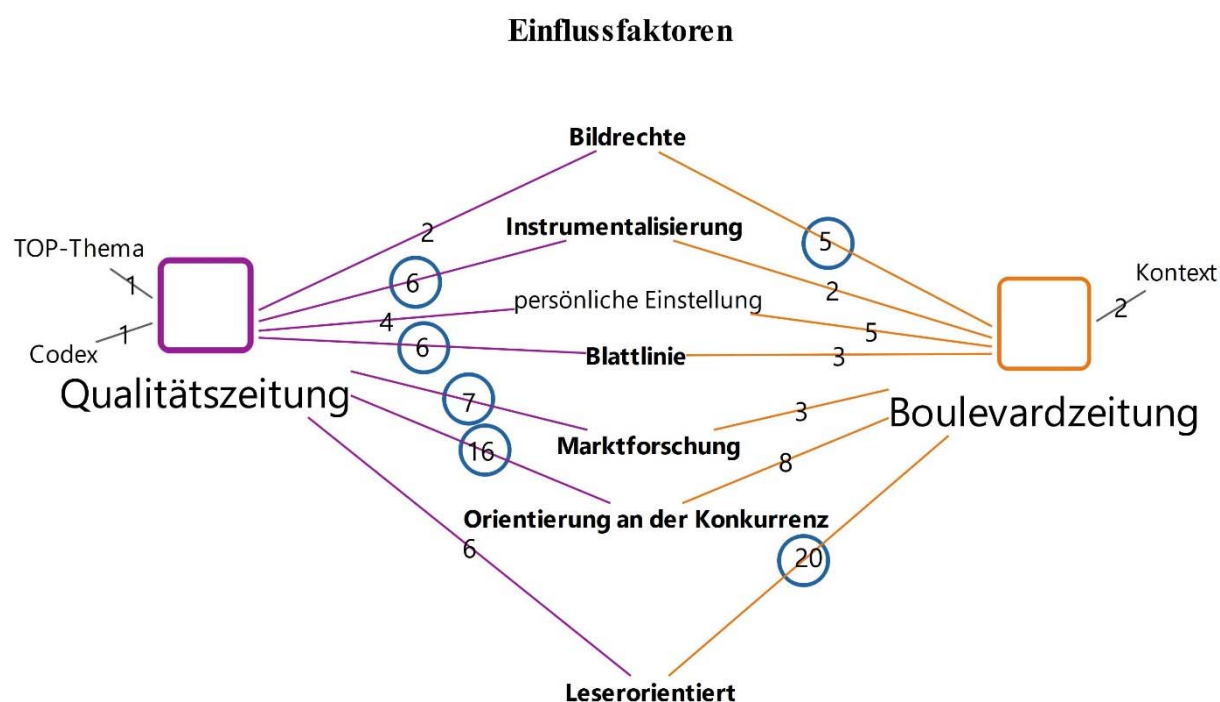 Einflussfaktoren
Bildrechte
2
5
Instrumentalisierung
6
2
TOP-Thema
1
Kontext
2
persönliche Einstellung
4
5
Codex
1
Blattlinie
6
3
Qualitätszeitung
Boulevardzeitung
7
3
Marktforschung
16
8
Orientierung an der Konkurrenz
6
20
Leserorientiert